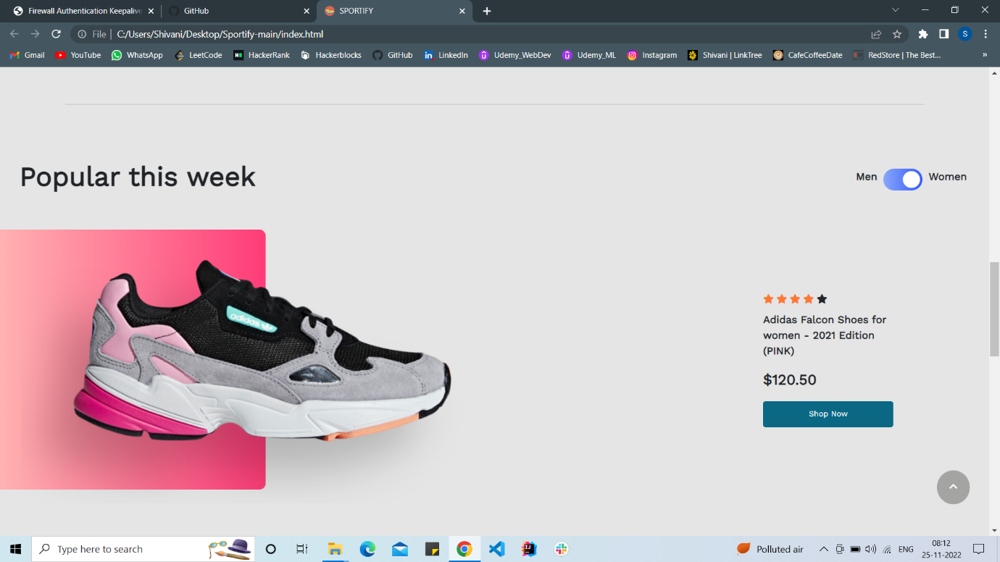 Firewall Authentication Keepalive
GitHub
SPORTIFY
File
C:/Users/Shivani/Desktop/Sportify-main/index.html
S
Gmail
YouTube
WhatsApp
LeetCode
HackerRank
Hackerblocks
GitHub
LinkedIn
Udemy_WebDev
Udemy_ML
Instagram
Shivani | LinkTree
CafeCoffeeDate
RedStore | The Best...
»
Popular this week
Men
Women
adidas
Adidas Falcon Shoes for
women - 2021 Edition
(PINK)
$120.50
Shop Now
Type here to search
Polluted air
ENG
08:12
25-11-2022